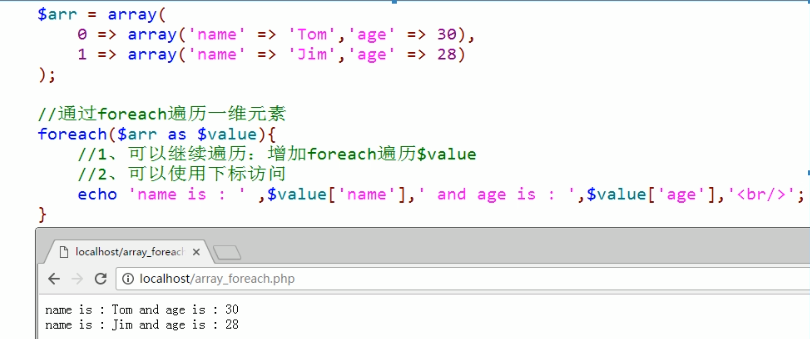 $arr = array(
0 => array('name' => 'Tom','age' => 30),
1 => array('name' => 'Jim','age' => 28)
);
//通过foreach遍历一维元素
foreach($arr as $value){
//1、可以继续遍历：增加foreach遍历$value
//2、可以使用下标访问
echo 'name is : ' ,$value['name'],' and age is : ',$value['age'],'<br/>';
}
localhost/array_foreach
localhost/array_foreach.php
name is : Tom and age is : 30
name is : Jim and age is : 28